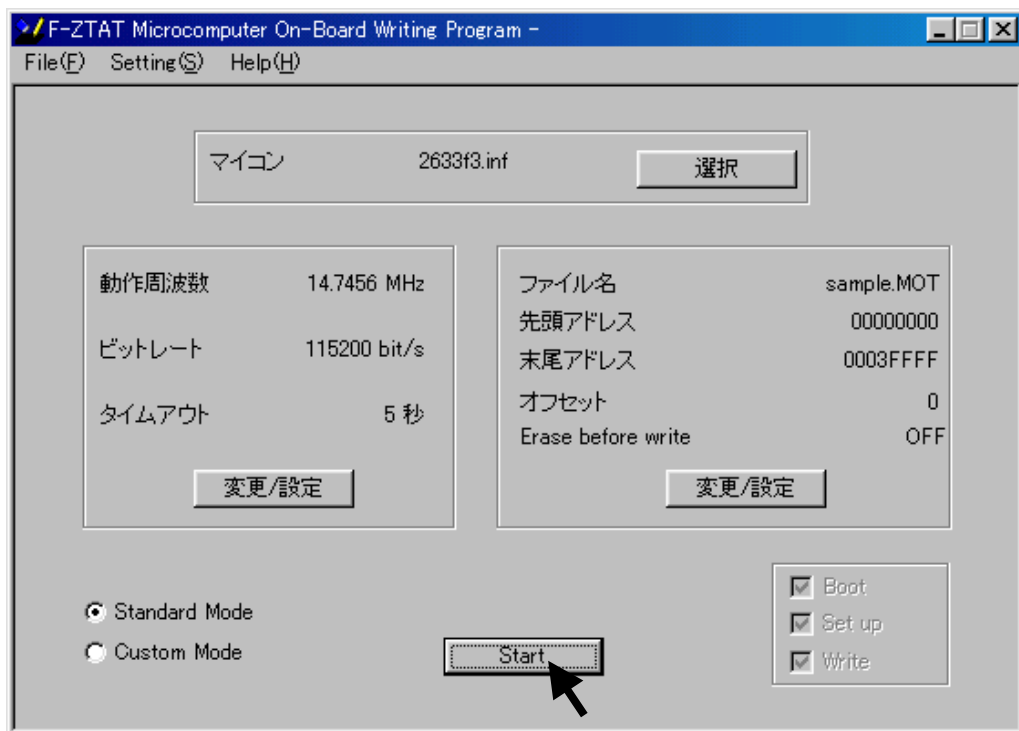 F-ZTAT Microcomputer On-Board Writing Program -
File(F) Setting(S) Help(H)
マイコン 2633f3.inf 選択
動作周波数 14.7456 MHz
ビットレート 115200 bit/s
タイムアウト 5 秒
変更/設定
ファイル名 sample.MOT
先頭アドレス 00000000
末尾アドレス 0003FFFF
オフセット 0
Erase before write OFF
変更/設定
Standard Mode
Custom Mode
Start
Boot
Set up
Write